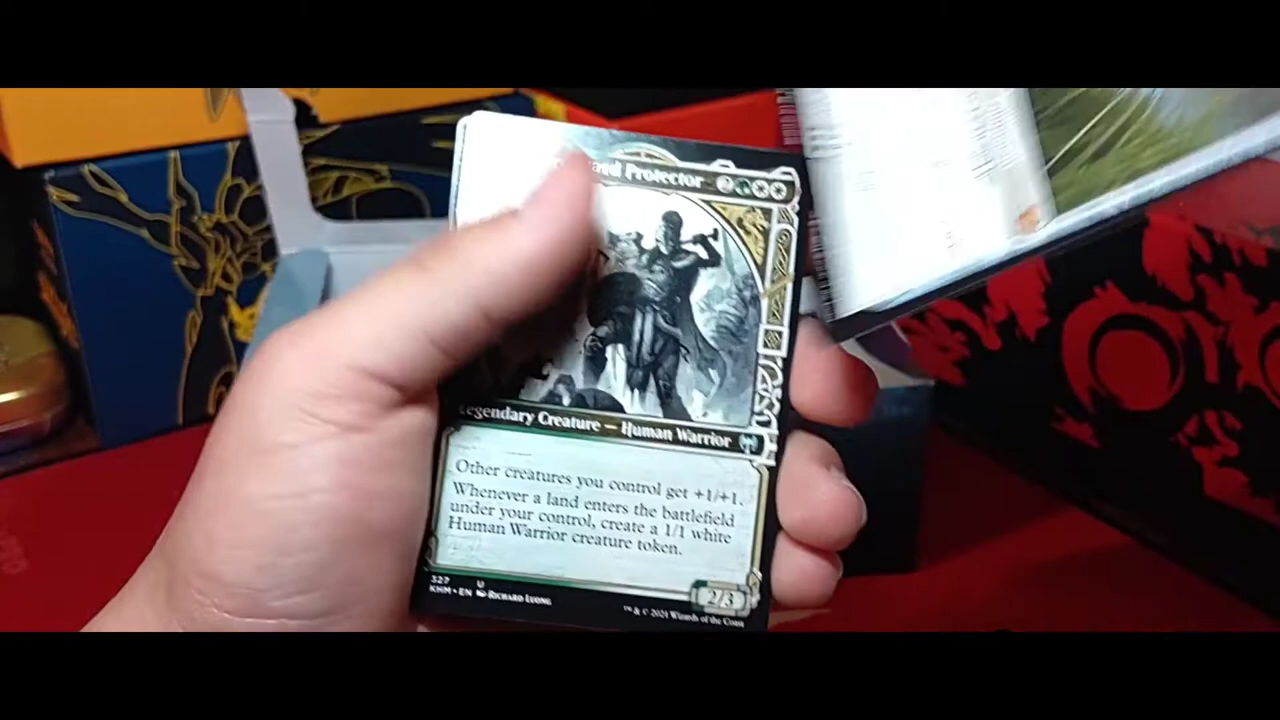 and Protector 2
Legendary Creature — Human Warrior
Other creatures you control get +1/+1.
Whenever a land enters the battlefield
under your control, create a 1/1 white
Human Warrior creature token.
327 U
KHM • EN RICHARD LUONG
2/3
™ & © 2021 Wizards of the Coast